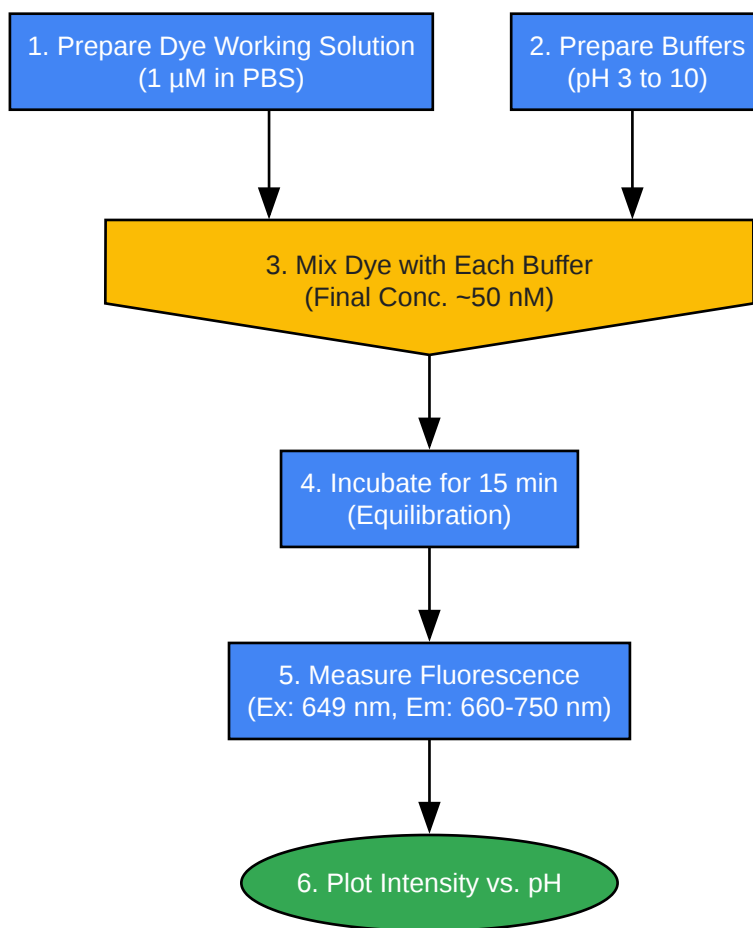 1. Prepare Dye Working Solution
(1 µM in PBS)
2. Prepare Buffers
(pH 3 to 10)
3. Mix Dye with Each Buffer
(Final Conc. ~50 nM)
4. Incubate for 15 min
(Equilibration)
5. Measure Fluorescence
(Ex: 649 nm, Em: 660-750 nm)
6. Plot Intensity vs. pH